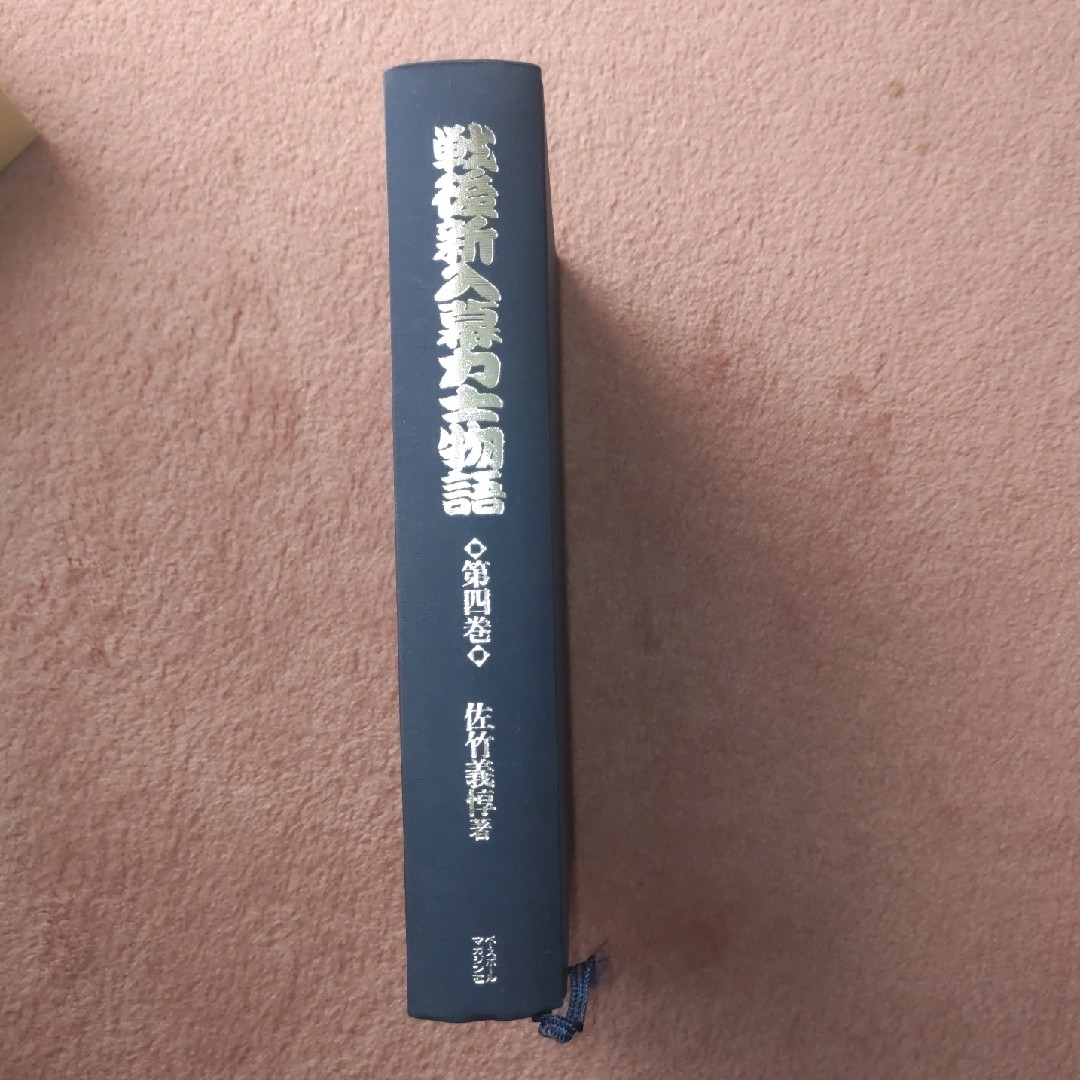 戦後新入幕力士物語
◇第四巻◇
佐竹義惇著
ベースボール
マガジン社